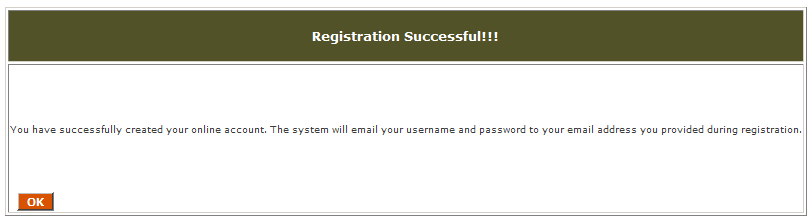 Registration Successful!!!
You have successfully created your online account. The system will email your username and password to your email address you provided during registration.
OK